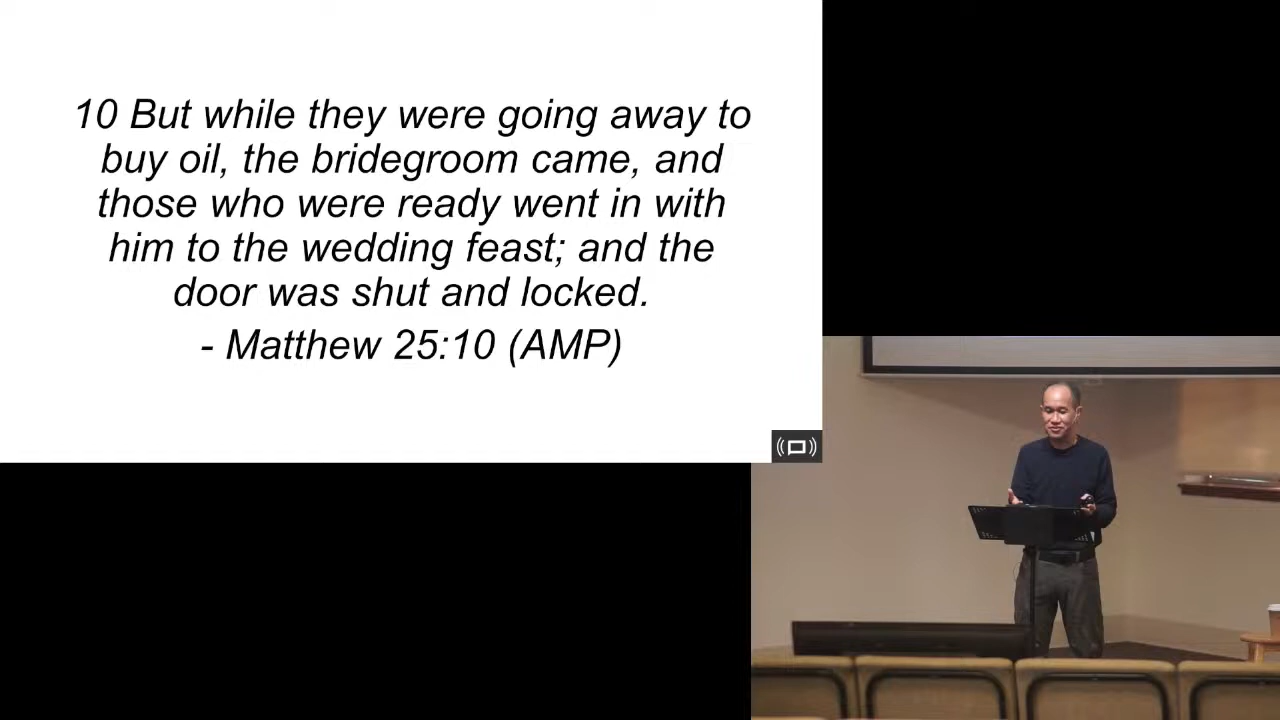 10 But while they were going away to
buy oil, the bridegroom came, and
those who were ready went in with
him to the wedding feast; and the
door was shut and locked.
- Matthew 25:10 (AMP)